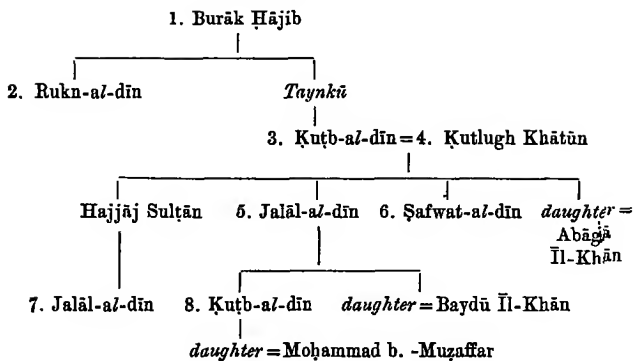 1. Burāk Ḥājib
2. Rukn-al-dīn Taynkū
3. Ḳuṭb-al-dīn=4. Ḳutlugh Khātūn
Hajjāj Sulṭān 5. Jalāl-al-dīn 6. Ṣafwat-al-dīn daughter=
Abāgā
Īl-Khān
7. Jalāl-al-dīn 8. Ḳuṭb-al-dīn daughter=Baydū Īl-Khān
daughter=Moḥammad b. -Muẓaffar